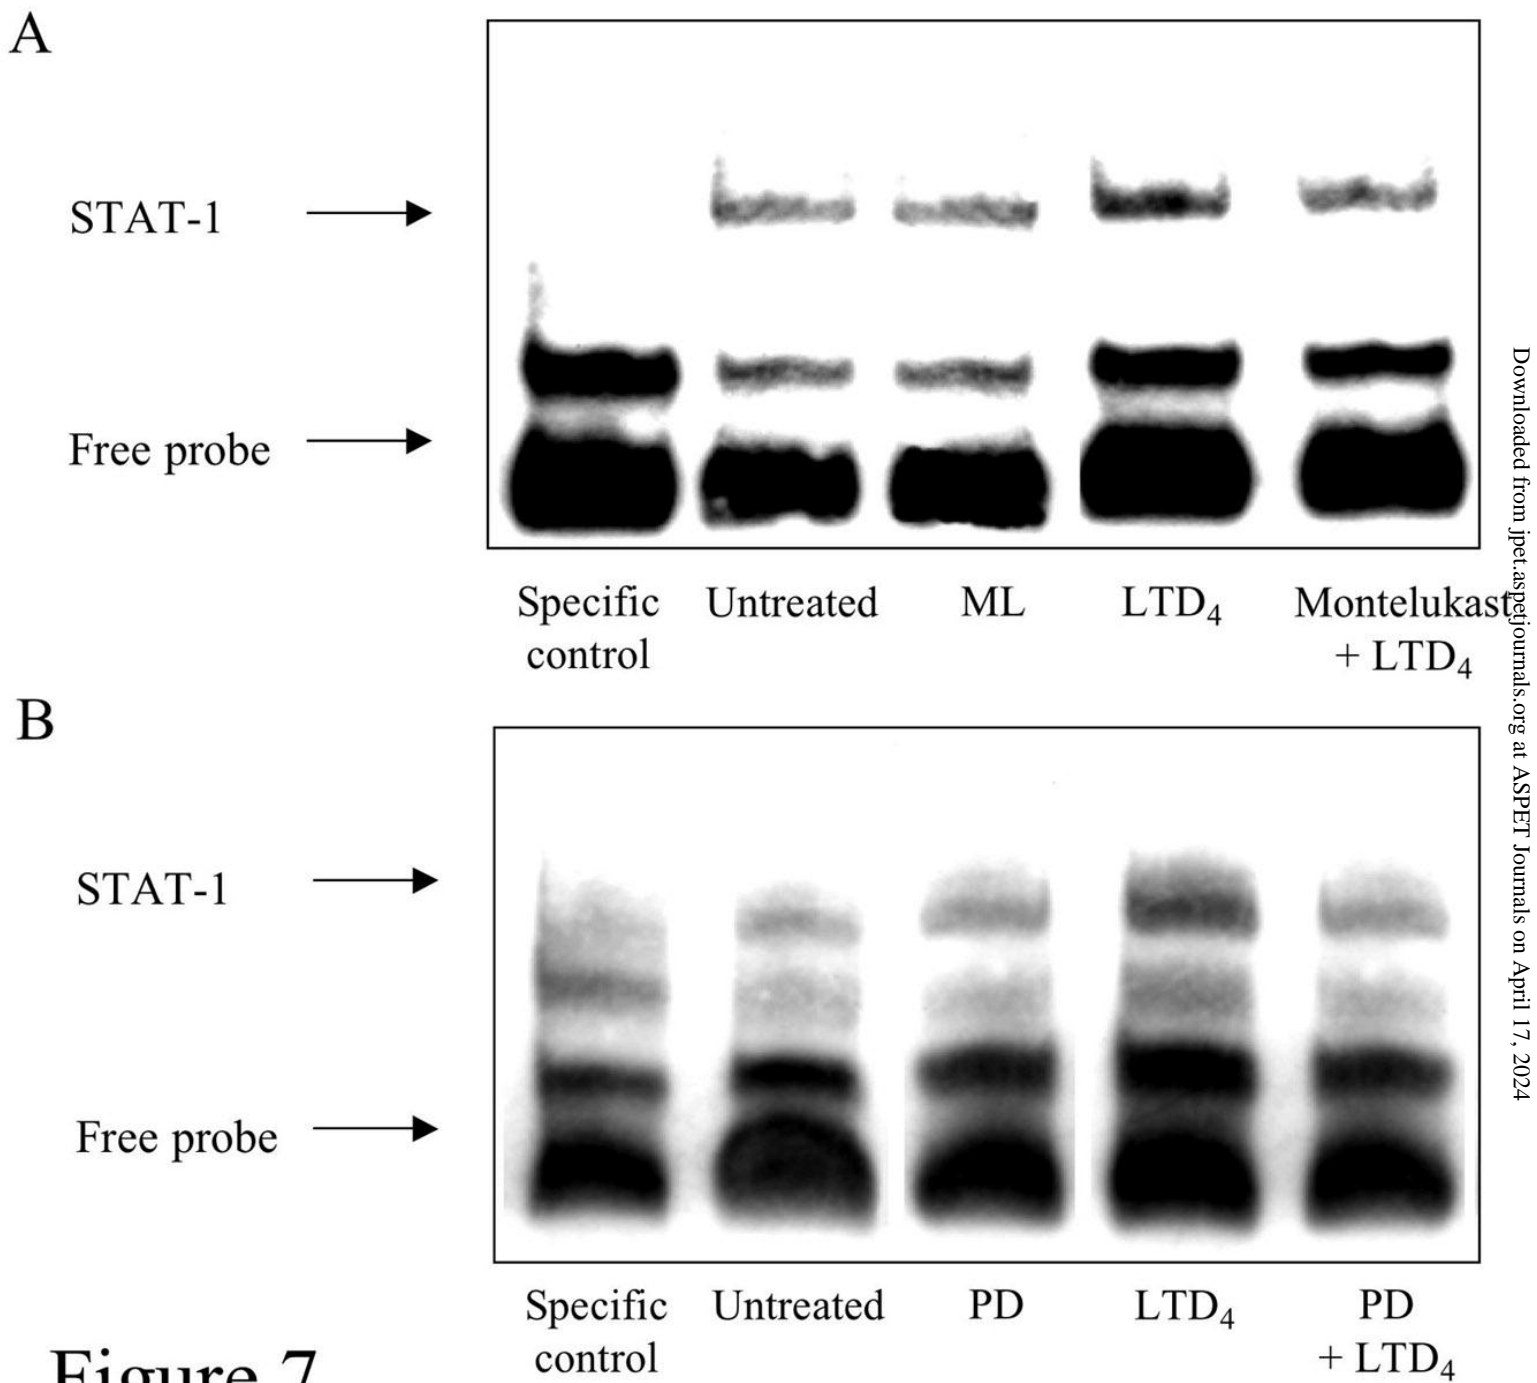 A
STAT-1
Free probe
Specific control
Untreated
ML
LTD₄
Montelukast + LTD₄
B
STAT-1
Free probe
Specific control
Untreated
PD
LTD₄
PD + LTD₄
Figure 7
Downloaded from jpet.aspetjournals.org at ASPET Journals on April 17, 2024